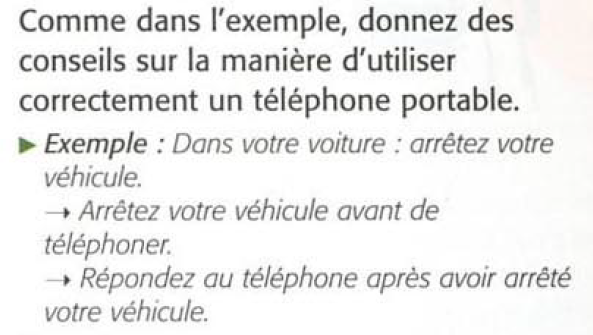 Comme dans l'exemple, donnez des
conseils sur la manière d'utiliser
correctement un téléphone portable.
▶ Exemple : Dans votre voiture : arrêtez votre
véhicule.
→ Arrêtez votre véhicule avant de
téléphoner.
→ Répondez au téléphone après avoir arrêté
votre véhicule.